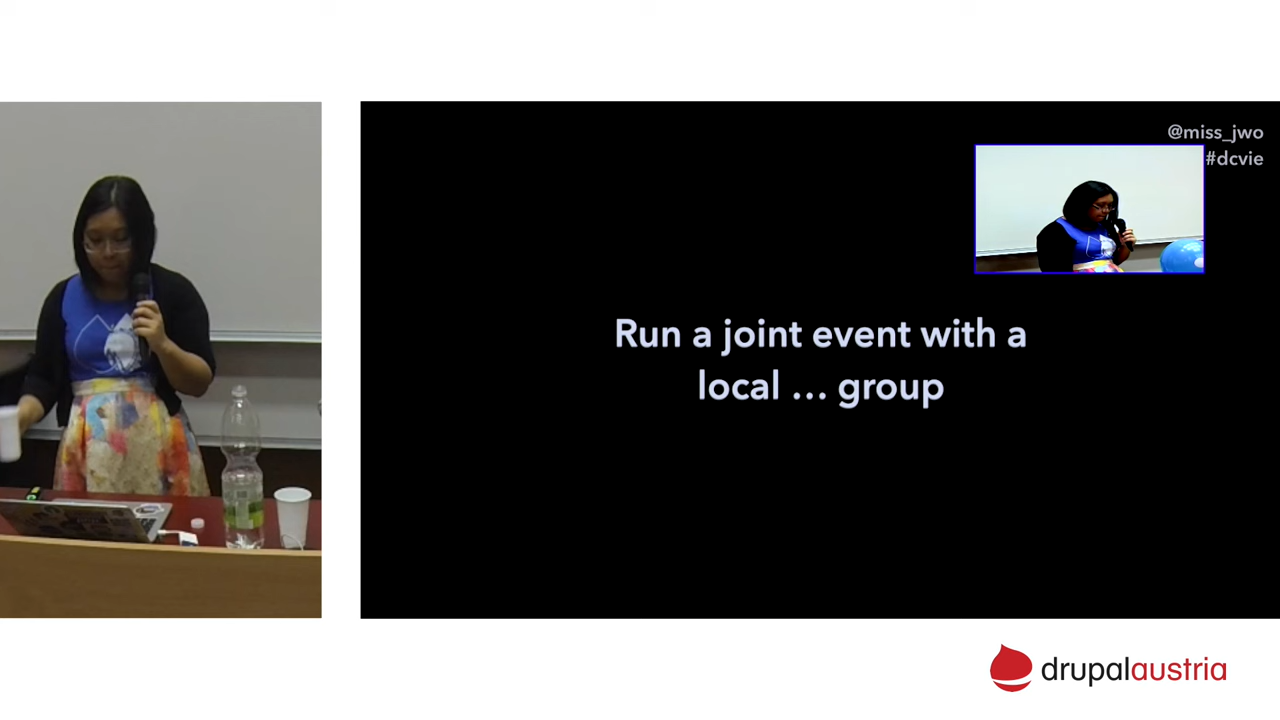 @miss_jwo
#dcvie
Run a joint event with a
local … group
drupalaustria